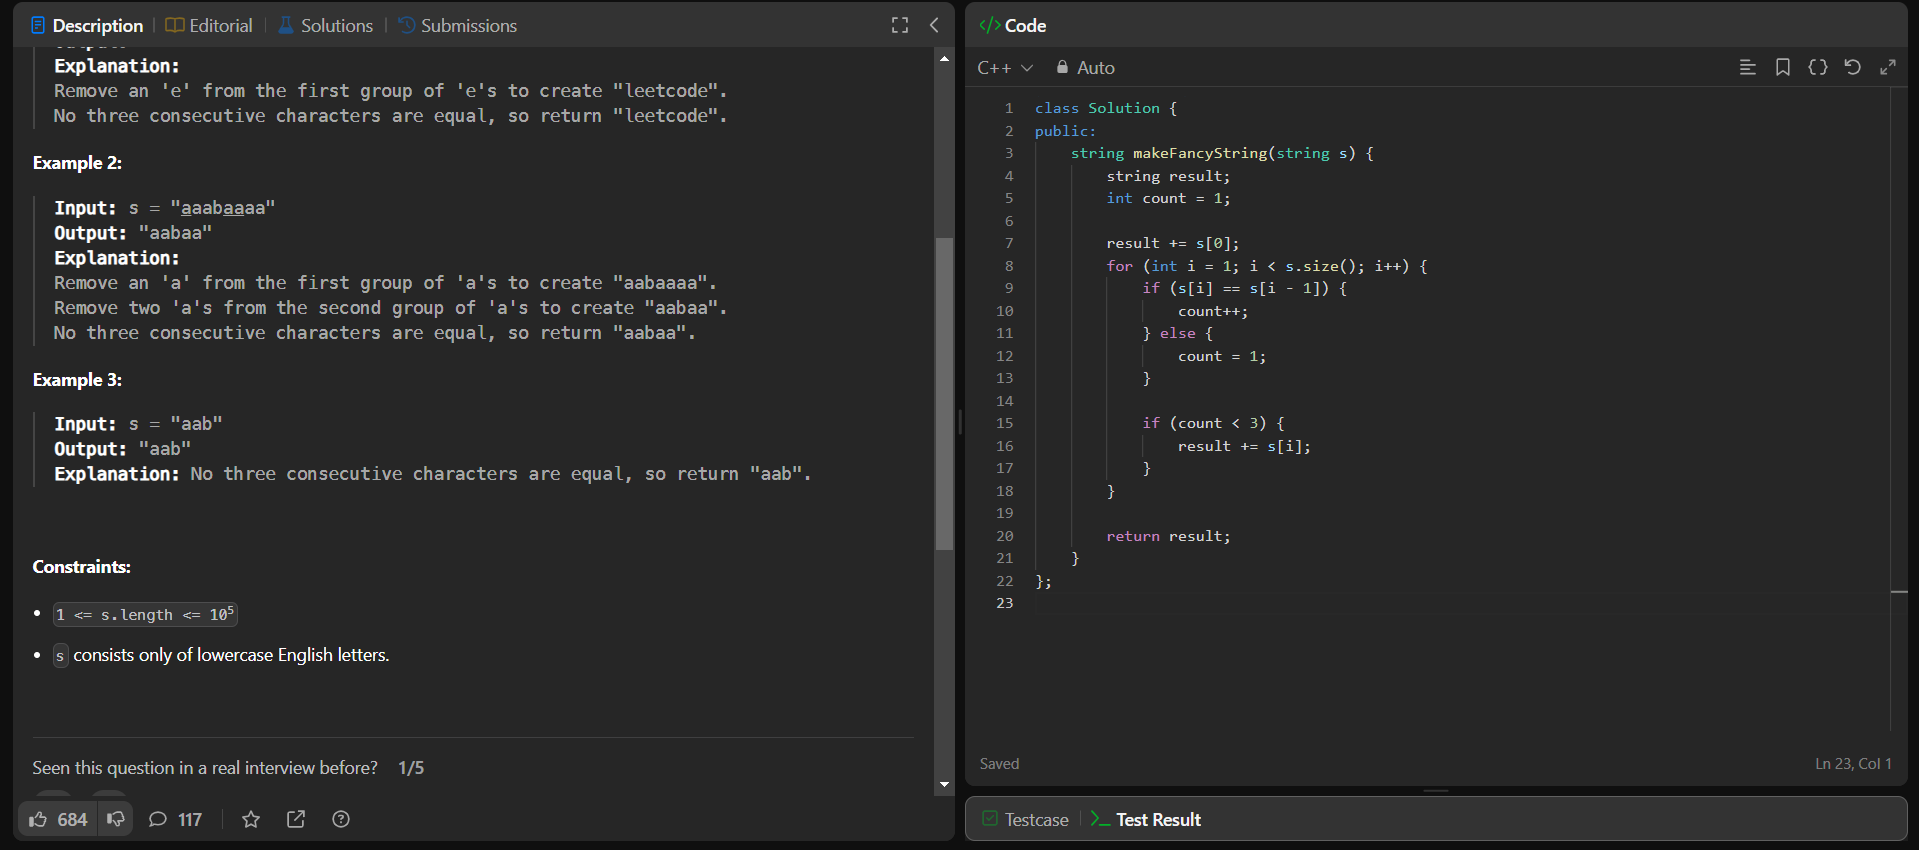 Description
Editorial
Solutions
Submissions
Explanation:
Remove an 'e' from the first group of 'e's to create "leetcode".
No three consecutive characters are equal, so return "leetcode".
Example 2:
Input: s = "aaabaaaa"
Output: "aabaa"
Explanation:
Remove an 'a' from the first group of 'a's to create "aabaaaa".
Remove two 'a's from the second group of 'a's to create "aabaa".
No three consecutive characters are equal, so return "aabaa".
Example 3:
Input: s = "aab"
Output: "aab"
Explanation: No three consecutive characters are equal, so return "aab".
Constraints:
• 1 <= s.length <= 10⁵
• s consists only of lowercase English letters.
Seen this question in a real interview before? 1/5
684
117
</> Code
C++
Auto
1 class Solution {
2 public:
3     string makeFancyString(string s) {
4         string result;
5         int count = 1;
6
7         result += s[0];
8         for (int i = 1; i < s.size(); i++) {
9             if (s[i] == s[i - 1]) {
10                 count++;
11             } else {
12                 count = 1;
13             }
14
15             if (count < 3) {
16                 result += s[i];
17             }
18         }
19
20         return result;
21     }
22 };
23
Saved
Ln 23, Col 1
Testcase
Test Result